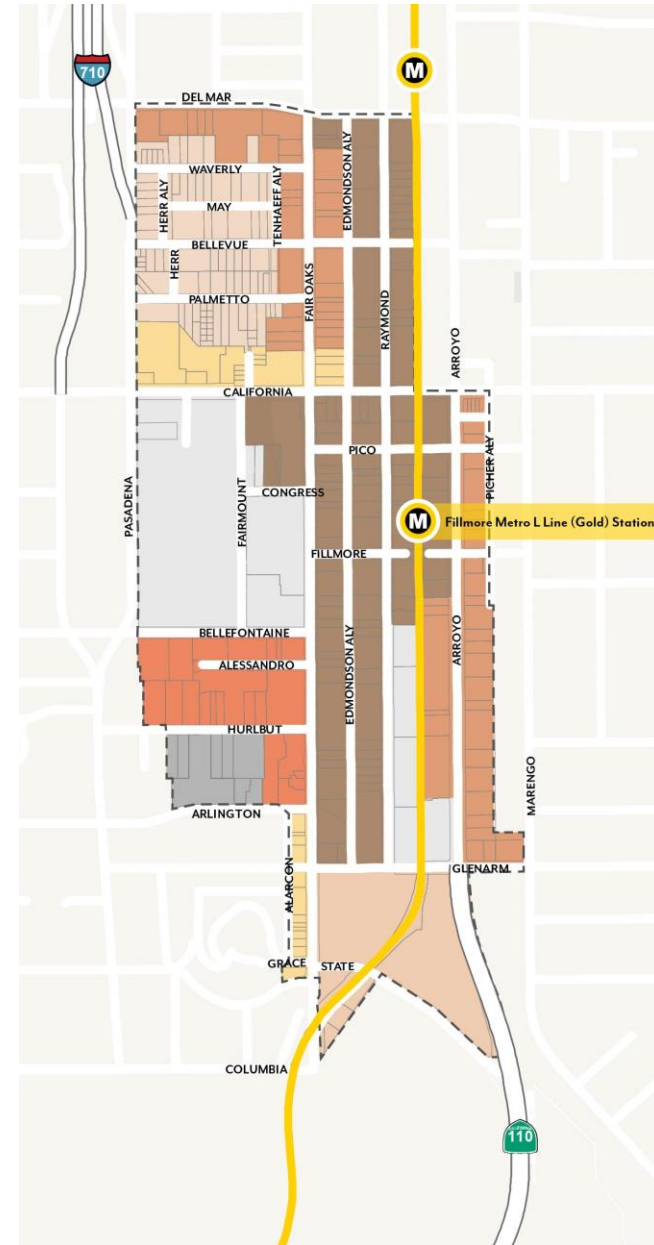 710
M
DEL MAR
WAVERLY
HERR ALY
MAY
TENHAEFF ALY
EDMONDSON ALY
BELLEVUE
HERR
PALMETTO
FAIR OAKS
RAYMOND
ARROYO
CALIFORNIA
PICO
PICHER ALY
CONGRESS
PASADENA
FAIRMOUNT
M
Fillmore Metro L Line (Gold) Station
FILLMORE
BELLEFONTAINE
ALESSANDRO
EDMONDSON ALY
ARROYO
HURLBUT
ARLINGTON
MARENGO
GLENARM
ALARCON
GRACE
STATE
COLUMBIA
CALIFORNIA
110